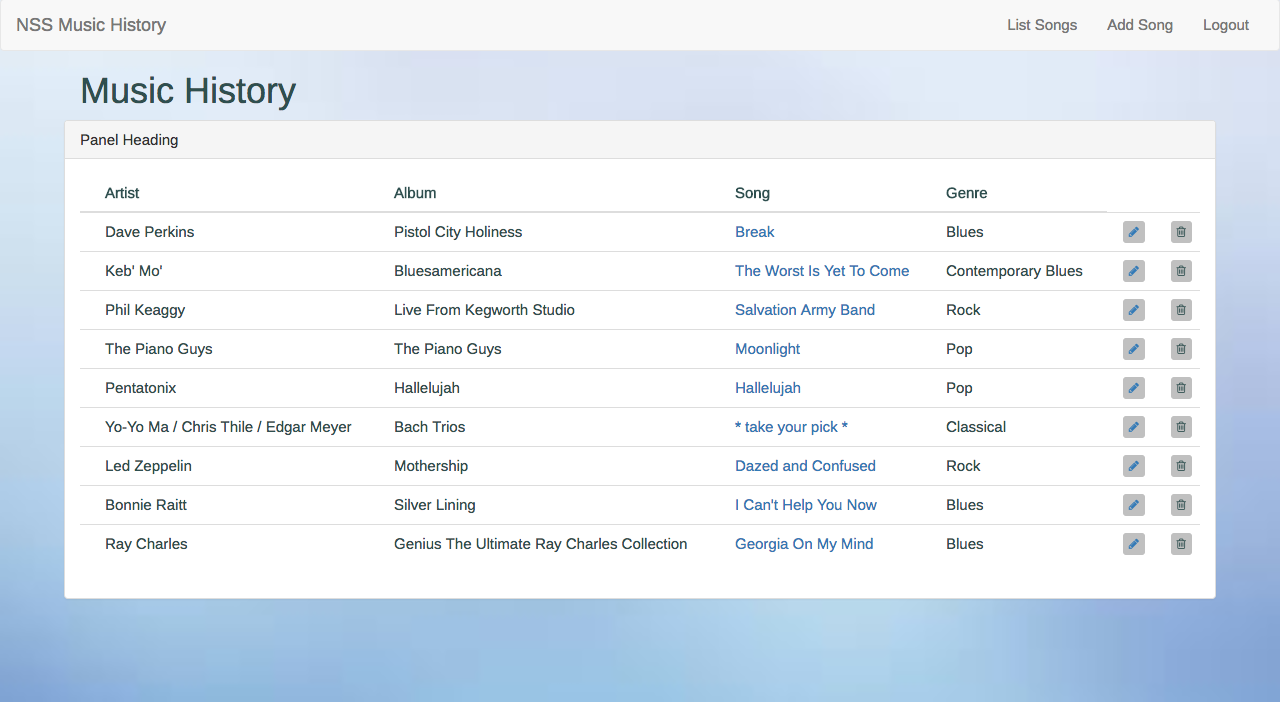 NSS Music History List Songs Add Song Logout
Music History
Panel Heading
Artist Album Song Genre
Dave Perkins Pistol City Holiness Break Blues
Keb' Mo' Bluesamericana The Worst Is Yet To Come Contemporary Blues
Phil Keaggy Live From Kegworth Studio Salvation Army Band Rock
The Piano Guys The Piano Guys Moonlight Pop
Pentatonix Hallelujah Hallelujah Pop
Yo-Yo Ma / Chris Thile / Edgar Meyer Bach Trios * take your pick * Classical
Led Zeppelin Mothership Dazed and Confused Rock
Bonnie Raitt Silver Lining I Can't Help You Now Blues
Ray Charles Genius The Ultimate Ray Charles Collection Georgia On My Mind Blues